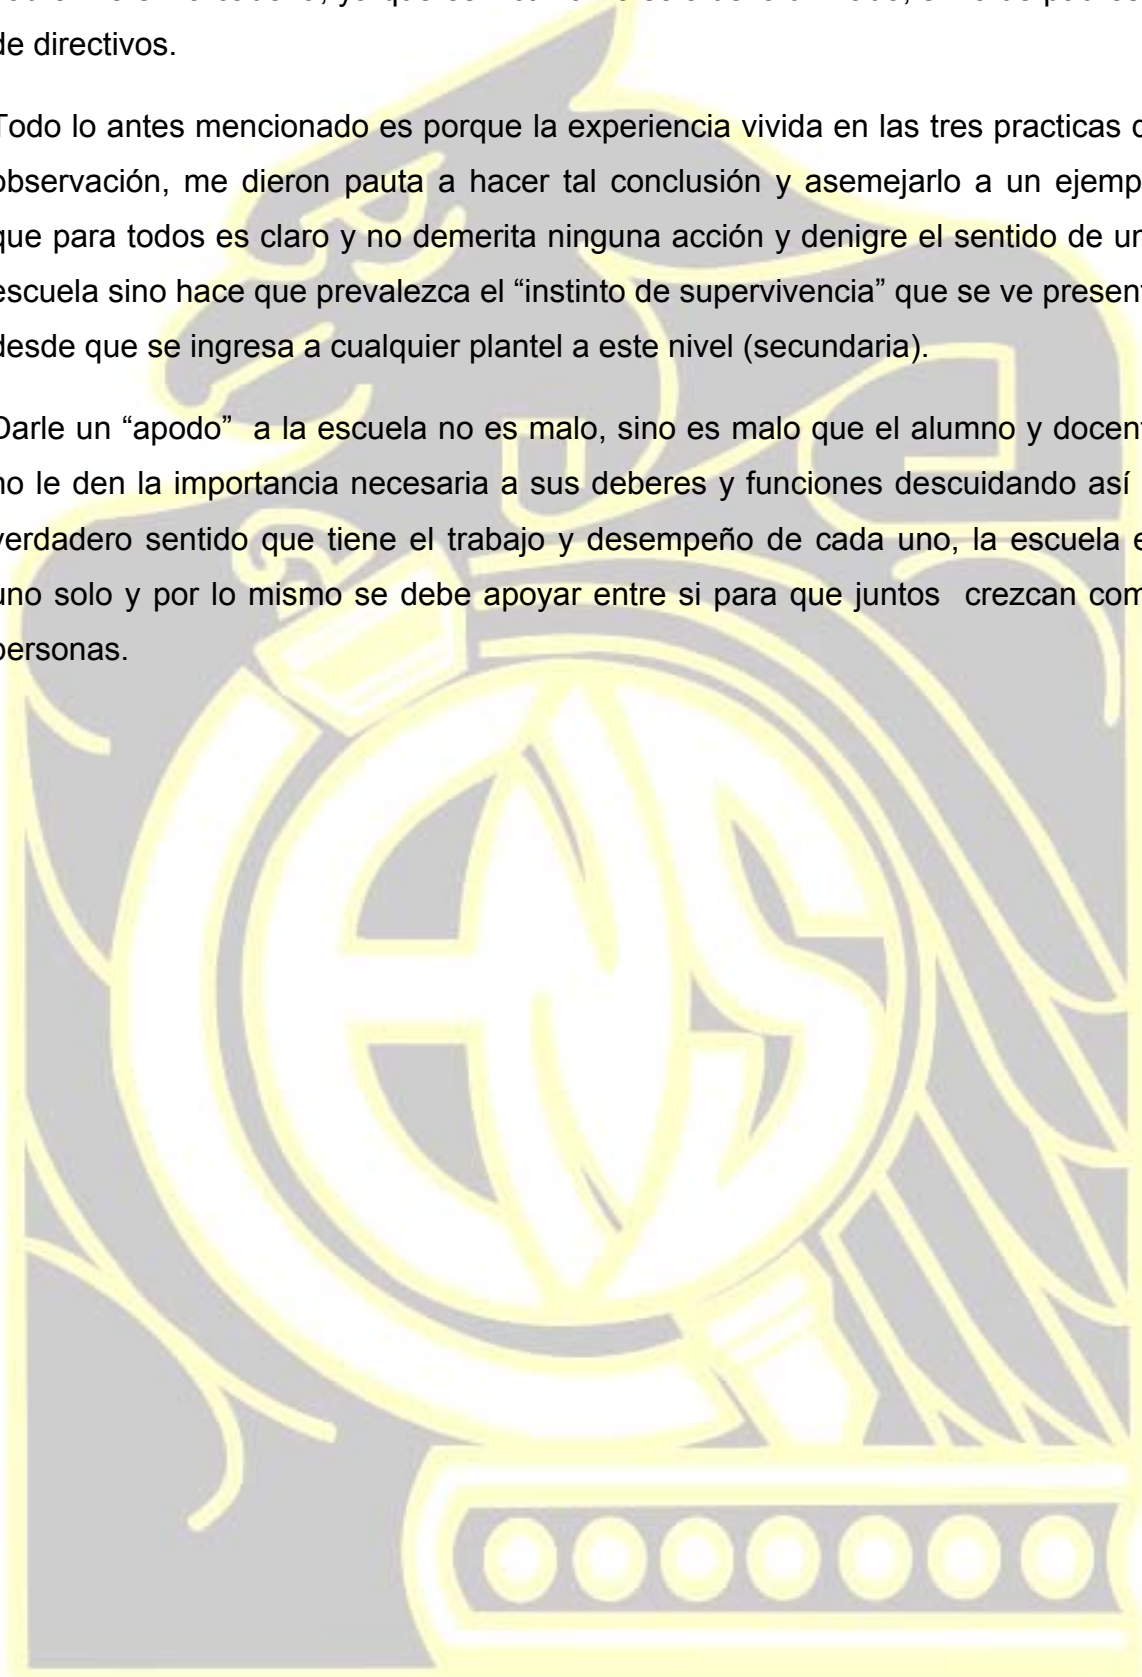 de directivos.
Todo lo antes mencionado es porque la experiencia vivida en las tres practicas
observación, me dieron pauta a hacer tal conclusión y asemejarlo a un
que para todos es claro y no demerita ninguna acción y denigre el sentido de
escuela sino hace que prevalezca el “instinto de supervivencia” que se ve
desde que se ingresa a cualquier plantel a este nivel (secundaria).
Darle un “apodo” a la escuela no es malo, sino es malo que el alumno y
no le den la importancia necesaria a sus deberes y funciones descuidando así
verdadero sentido que tiene el trabajo y desempeño de cada uno, la escuela
uno solo y por lo mismo se debe apoyar entre si para que juntos crezcan
personas.
ENS